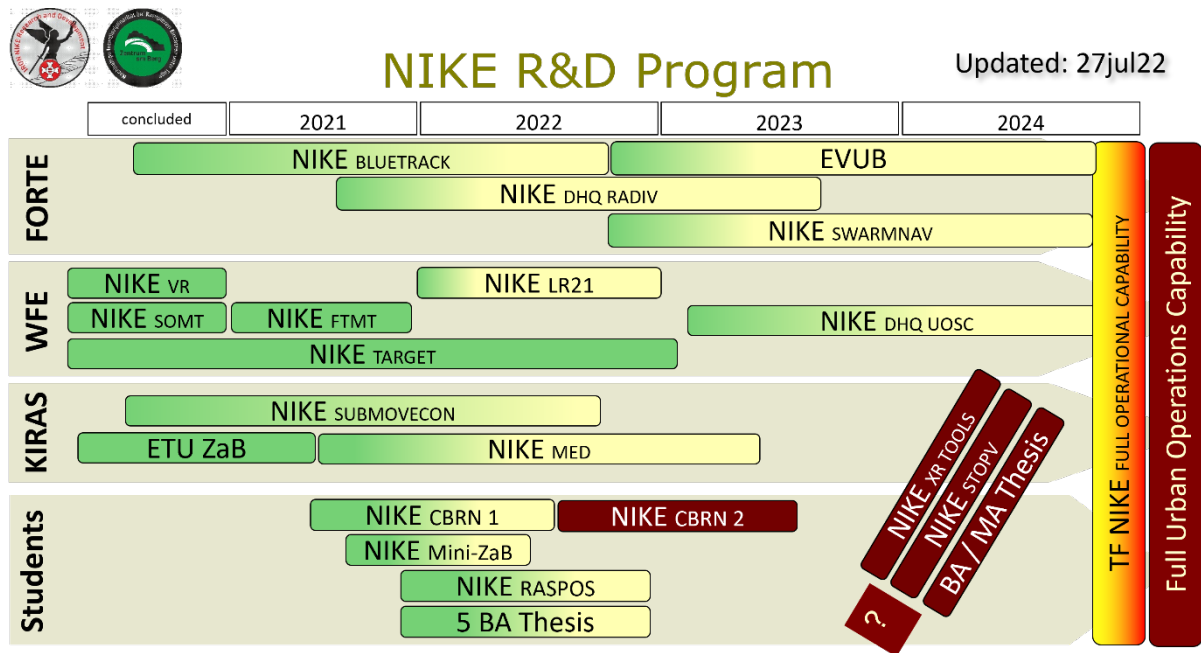 NIKE R&D Program
Updated: 27jul22
concluded
2021
2022
2023
2024
FORTE
NIKE BLUETRACK
EVUB
NIKE DHQ RADIV
NIKE SWARMNAV
WFE
NIKE VR
NIKE LR21
NIKE SOMT
NIKE FTMT
NIKE DHQ UOSC
NIKE TARGET
KIRAS
NIKE SUBMOVECON
ETU ZaB
NIKE MED
Students
NIKE CBRN 1
NIKE CBRN 2
NIKE Mini-ZaB
NIKE RASPOS
5 BA Thesis
NIKE XR TOOLS
NIKE STOPV
BA / MA Thesis
?
TF NIKE FULL OPERATIONAL CAPABILITY
Full Urban Operations Capability